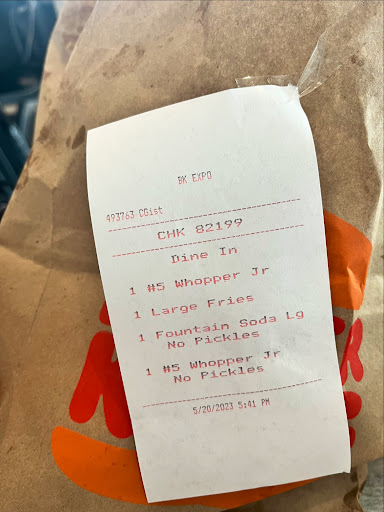 BK EXPO
493763 CGist
CHK 82199
Dine In
1 #5 Whopper Jr
1 Large Fries
1 Fountain Soda Lg
No Pickles
1 #5 Whopper Jr
No Pickles
5/20/2023 5:41 PM